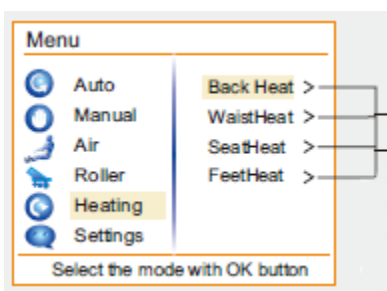 Menu
Auto
Manual
Air
Roller
Heating
Settings
Back Heat >
WaistHeat >
SeatHeat >
FeetHeat >
Select the mode with OK button